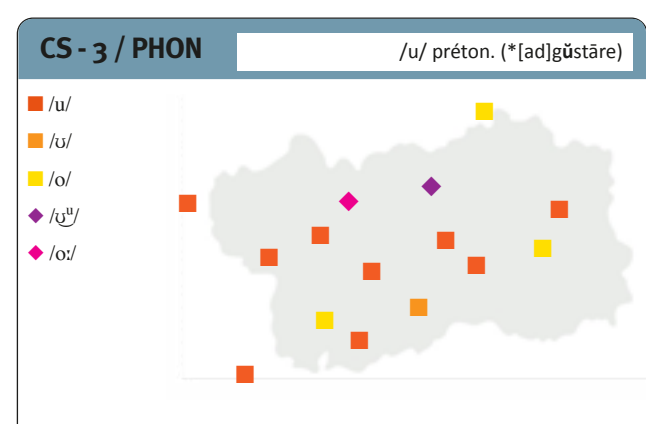 CS - 3 / PHON
/u/ préton. (*[ad]gŭstāre)
/u/
/ʊ/
/o/
/ʊ͜ᵘ/
/oː/